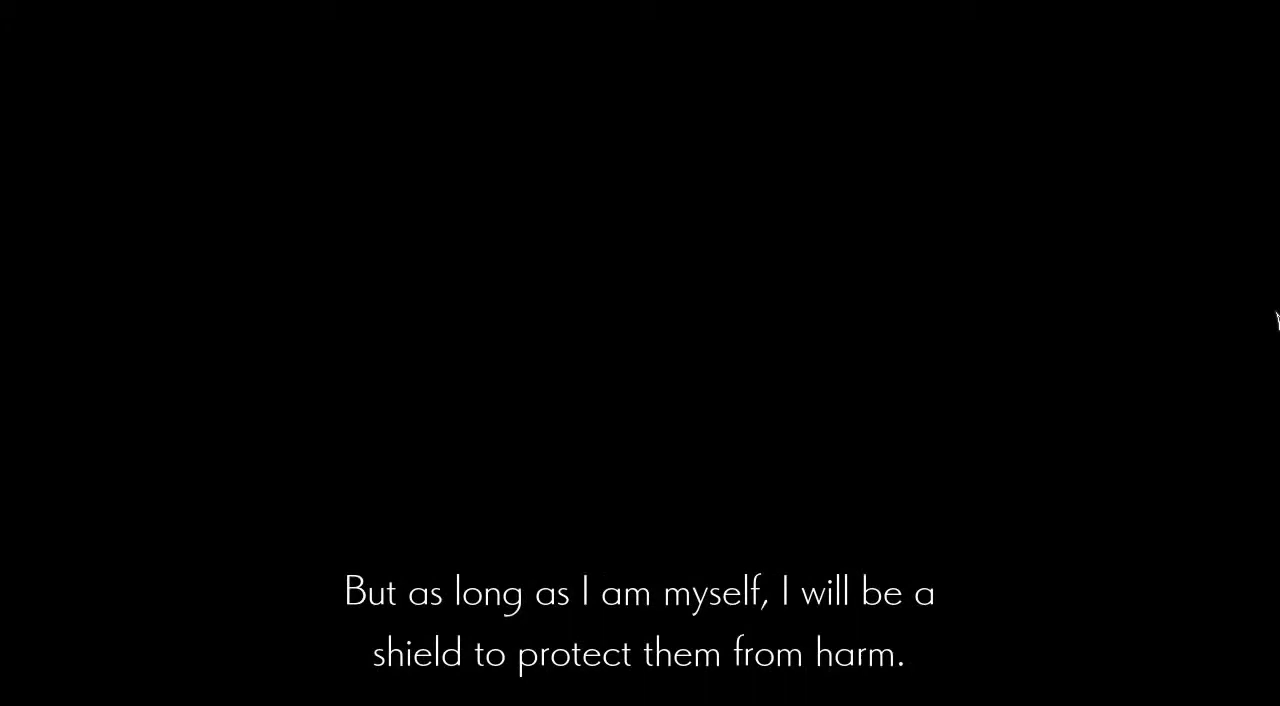 But as long as I am myself, I will be a
shield to protect them from harm.